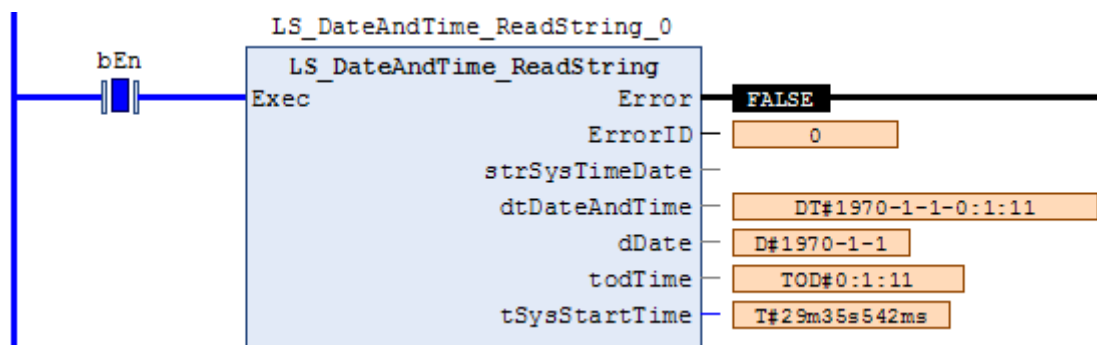 LS_DateAndTime_ReadString_0
bEn
LS_DateAndTime_ReadString
Exec Error FALSE
ErrorID 0
strSysTimeDate
dtDateAndTime DT#1970-1-1-0:1:11
dDate D#1970-1-1
todTime TOD#0:1:11
tSysStartTime T#29m35s542ms